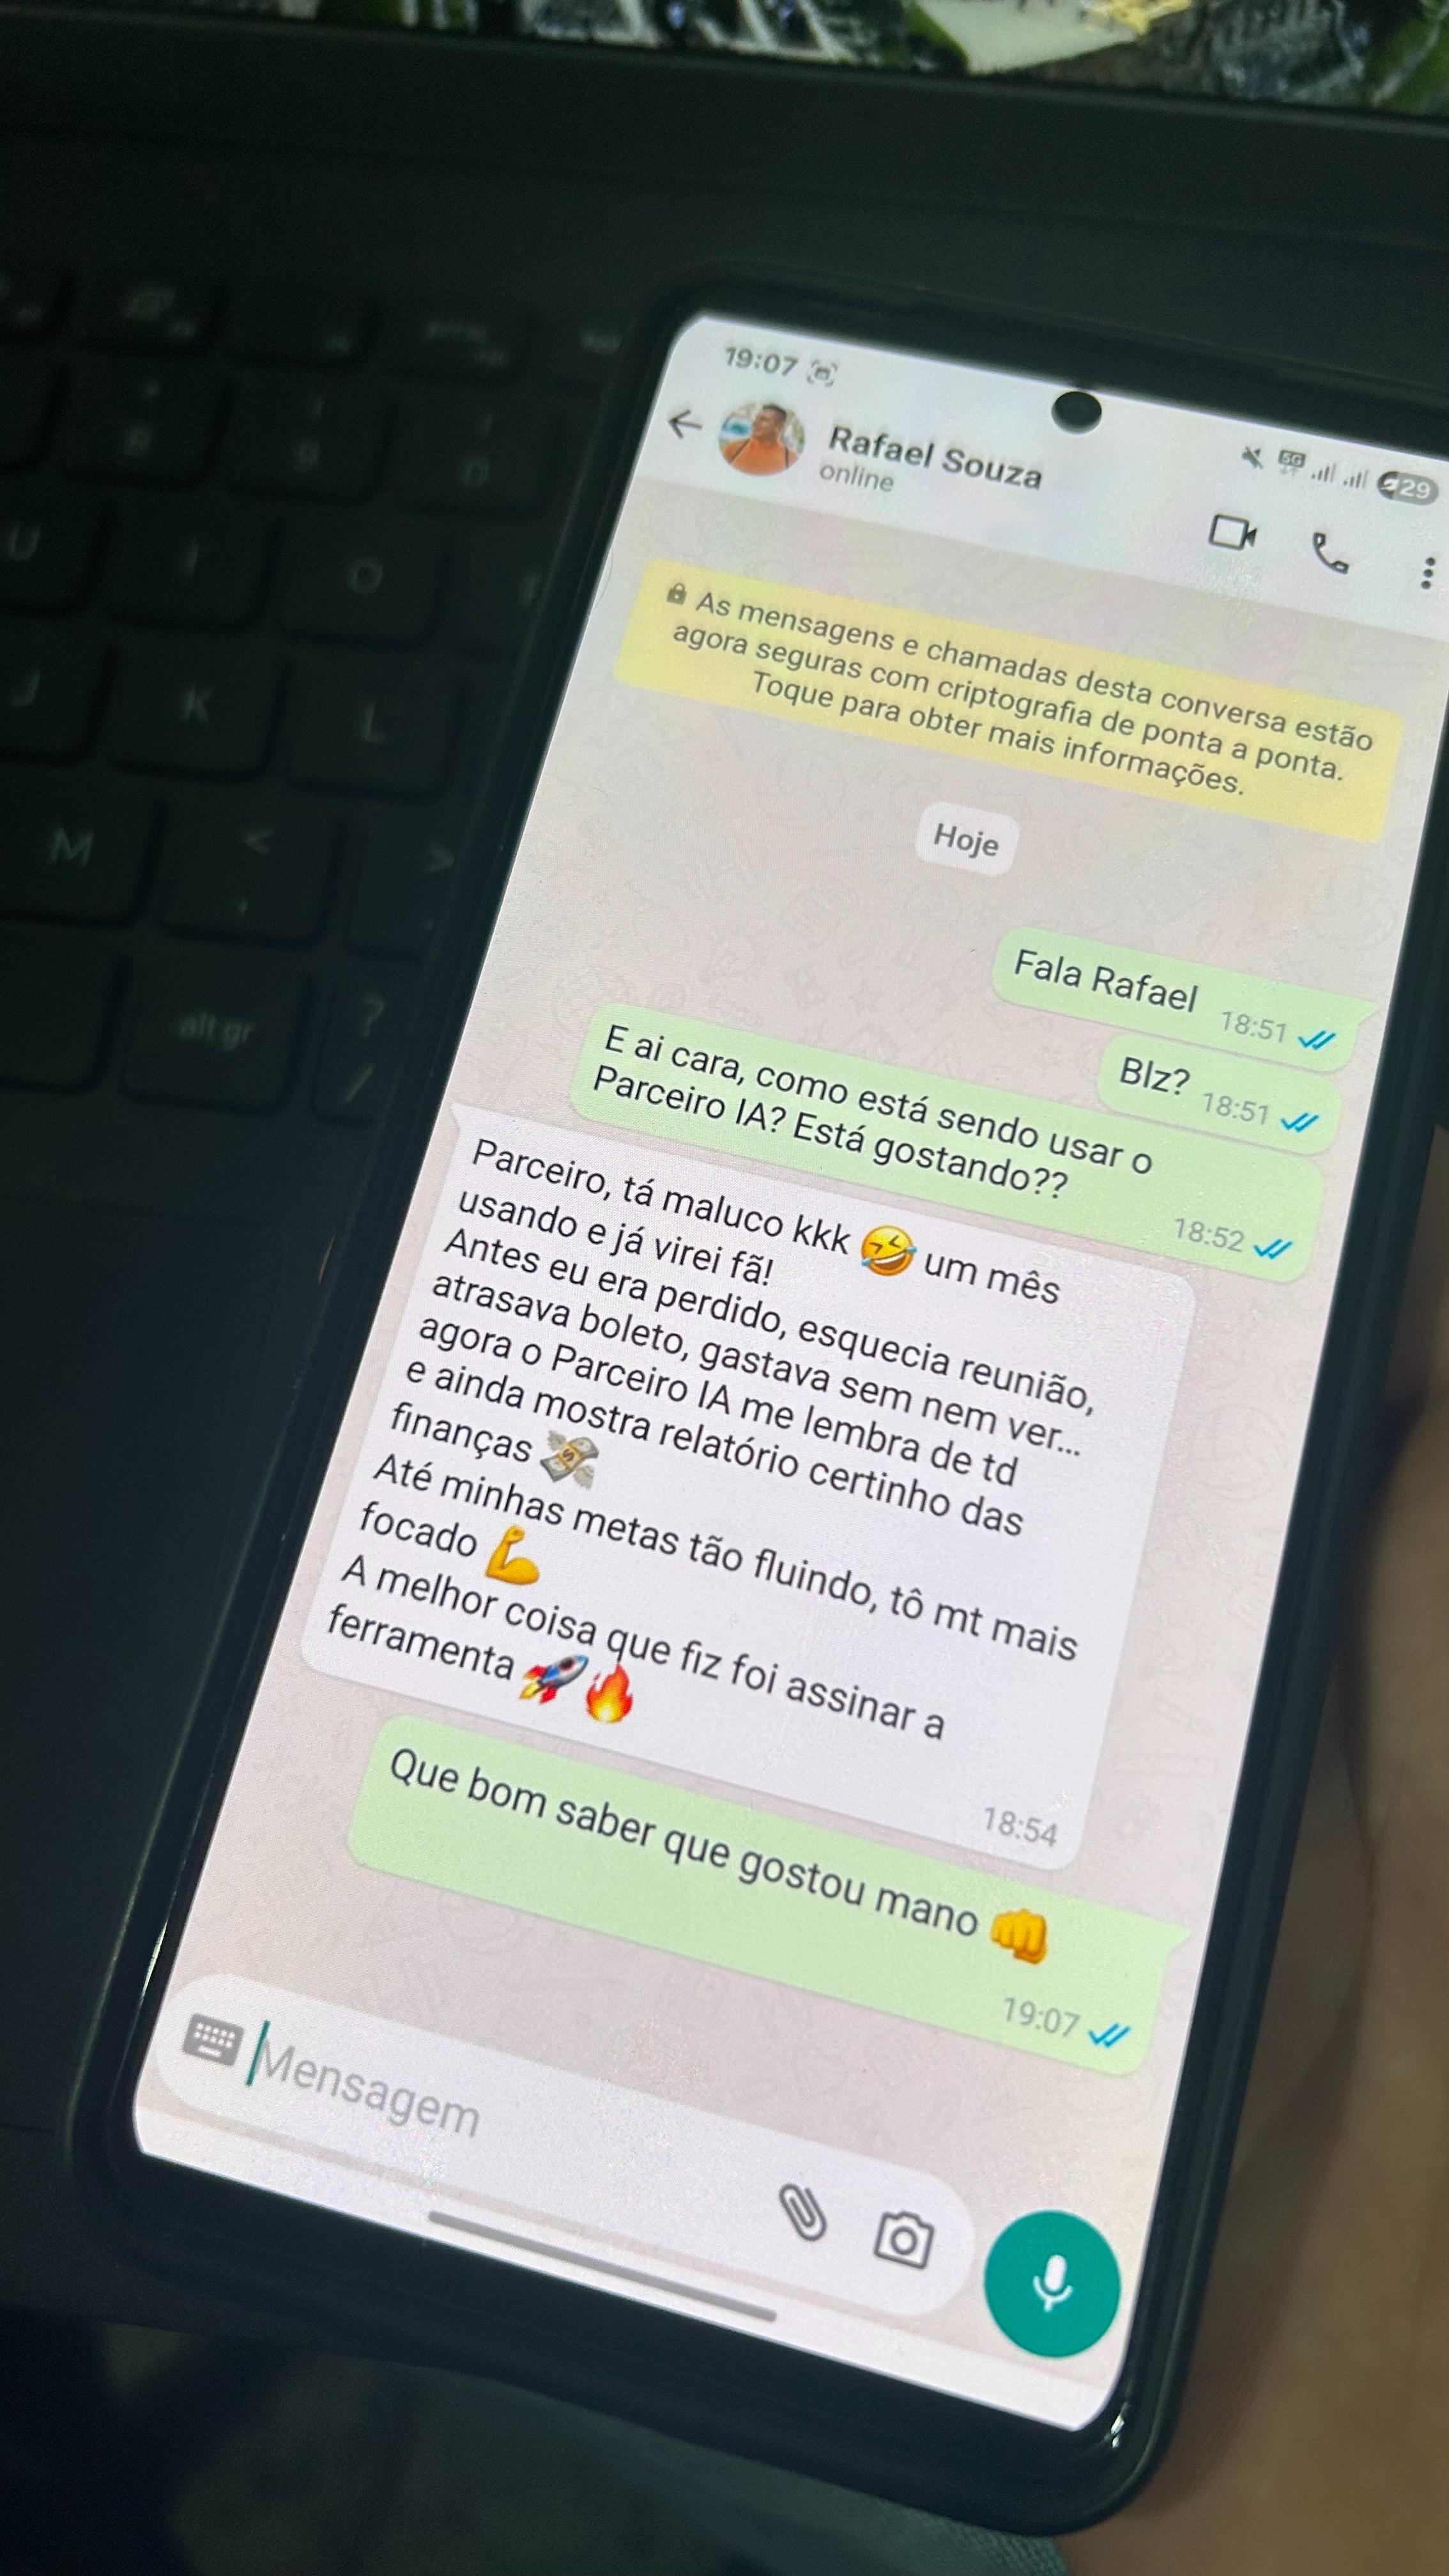 19:07
5G
29
Rafael Souza
online
As mensagens e chamadas desta conversa estão
agora seguras com criptografia de ponta a ponta.
Toque para obter mais informações.
Hoje
Fala Rafael
18:51
Blz?
18:51
E ai cara, como está sendo usar o
Parceiro IA? Está gostando??
18:52
Parceiro, tá maluco kkk 🤣 um mês
usando e já virei fã!
Antes eu era perdido, esquecia reunião,
atrasava boleto, gastava sem nem ver...
agora o Parceiro IA me lembra de td
e ainda mostra relatório certinho das
finanças 💸
Até minhas metas tão fluindo, tô mt mais
focado 💪
A melhor coisa que fiz foi assinar a
ferramenta 🚀🔥
18:54
Que bom saber que gostou mano 👊
19:07
Mensagem
U I O
J K L
M < >
alt gr ?
/